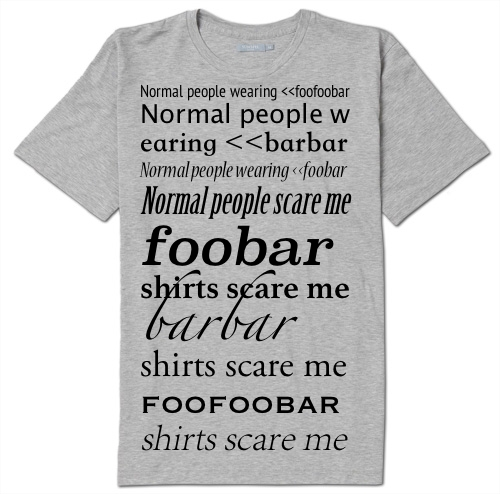 Normal people wearing <<foofoobar
Normal people w
earing <<barbar
Normal people wearing <<foobar
Normal people scare me
foobar
shirts scare me
barbar
shirts scare me
FOOFOOBAR
shirts scare me